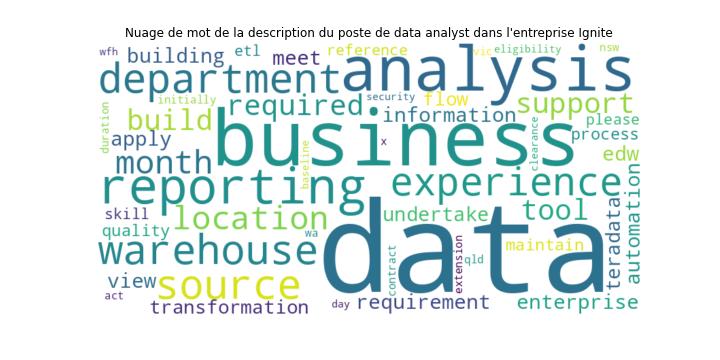 Nuage de mot de la description du poste de data analyst dans l'entreprise Ignite
wfh
building
etl
meet
reference
vic
eligibility
nsw
department
analysis
initially
required
security
flow
support
duration
build
information
please
business
x
clearance
process
apply
edw
month
baseline
reporting
experience
automation
skill
location
data
undertake
tool
teradata
quality
wa
warehouse
contract
extension
maintain
qld
view
source
act
transformation
day
requirement
enterprise